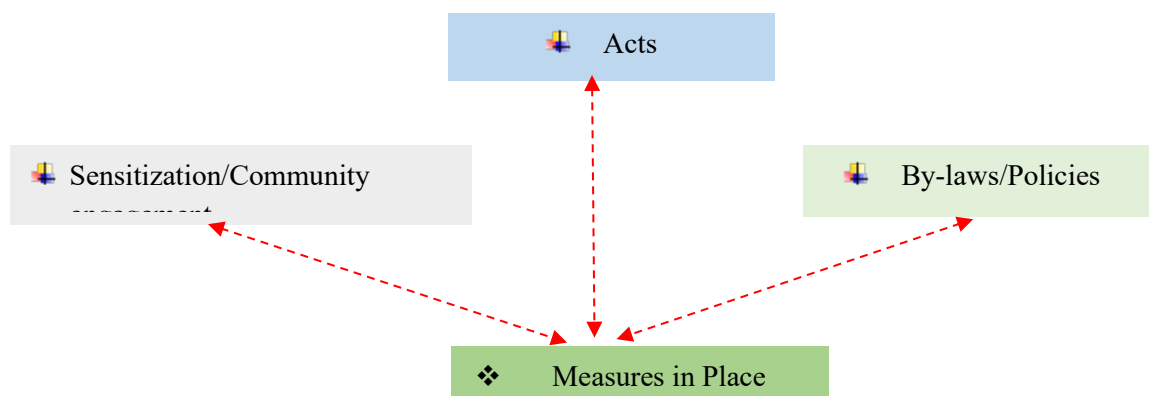 Acts
Sensitization/Community
By-laws/Policies
❖ Measures in Place